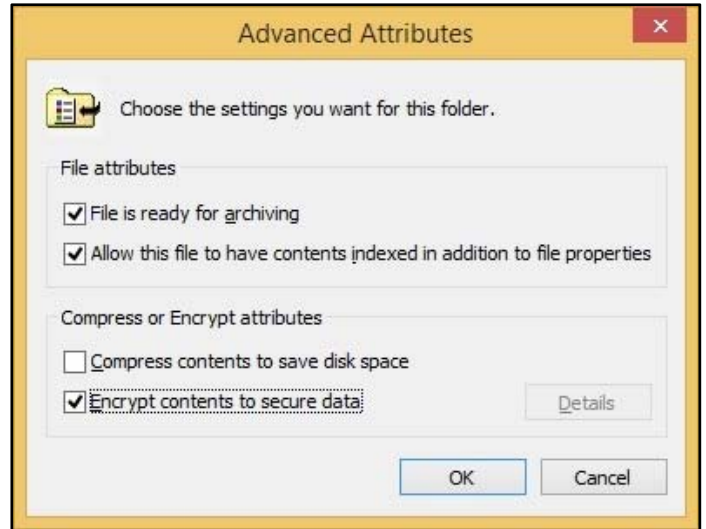 Advanced Attributes
Choose the settings you want for this folder.
File attributes
File is ready for archiving
Allow this file to have contents indexed in addition to file properties
Compress or Encrypt attributes
Compress contents to save disk space
Encrypt contents to secure data
Details
OK
Cancel